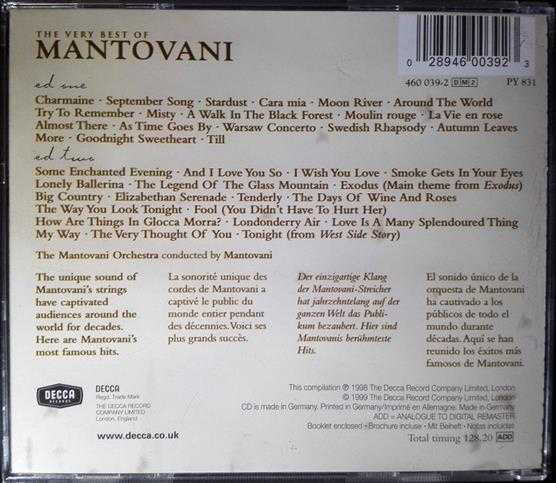 THE VERY BEST OF
MANTOVANI
0 28946 00392 3
460 039-2 DM2 PY 831
cd one
Charmaine · September Song · Stardust · Cara mia · Moon River · Around The World
Try To Remember · Misty · A Walk In The Black Forest · Moulin rouge · La Vie en rose
Almost There · As Time Goes By · Warsaw Concerto · Swedish Rhapsody · Autumn Leaves
More · Goodnight Sweetheart · Till
cd two
Some Enchanted Evening · And I Love You So · I Wish You Love · Smoke Gets In Your Eyes
Lonely Ballerina · The Legend Of The Glass Mountain · Exodus (Main theme from Exodus)
Big Country · Elizabethan Serenade · Tenderly · The Days Of Wine And Roses
The Way You Look Tonight · Fool (You Didn't Have To Hurt Her)
How Are Things In Glocca Morra? · Londonderry Air · Love Is A Many Splendoured Thing
My Way · The Very Thought Of You · Tonight (from West Side Story)
The Mantovani Orchestra conducted by Mantovani
The unique sound of
Mantovani's strings
have captivated
audiences around the
world for decades.
Here are Mantovani's
most famous hits.
La sonorité unique des
cordes de Mantovani a
captivé le public du
monde entier pendant
des décennies. Voici ses
plus grands succès.
Der einzigartige Klang
der Mantovani-Streicher
hat jahrzehntelang auf der
ganzen Welt das Publi-
kum bezaubert. Hier sind
Mantovanis berühmteste
Hits.
El sonido único de la
orquesta de Mantovani
ha cautivado a los
públicos de todo el
mundo durante
décadas. Aquí se han
reunido los éxitos más
famosos de Mantovani.
DECCA
RECORDS
DECCA
Regd. Trade Mark
THE DECCA RECORD
COMPANY LIMITED
London, England
www.decca.co.uk
This compilation ℗ 1998 The Decca Record Company Limited, London
© 1999 The Decca Record Company Limited, London
CD is made in Germany. Printed in Germany/Imprimé en Allemagne. Made in Germany
ADD = ANALOGUE TO DIGITAL REMASTER
Booklet enclosed · Brochure incluse · Mit Beiheft · Notas incluidas
Total timing 128.20 ADD